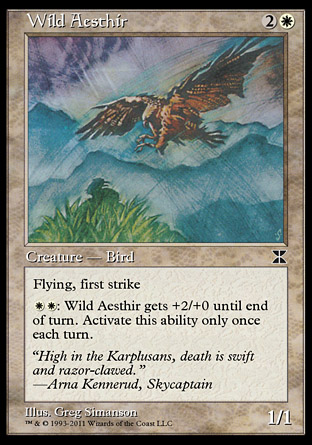 Wild Aesthir 2
Creature — Bird
Flying, first strike
: Wild Aesthir gets +2/+0 until end
of turn. Activate this ability only once
each turn.
“High in the Karplusans, death is swift
and razor-clawed.”
—Arna Kennerud, Skycaptain
Illus. Greg Simanson
™ & © 1993-2011 Wizards of the Coast LLC
1/1